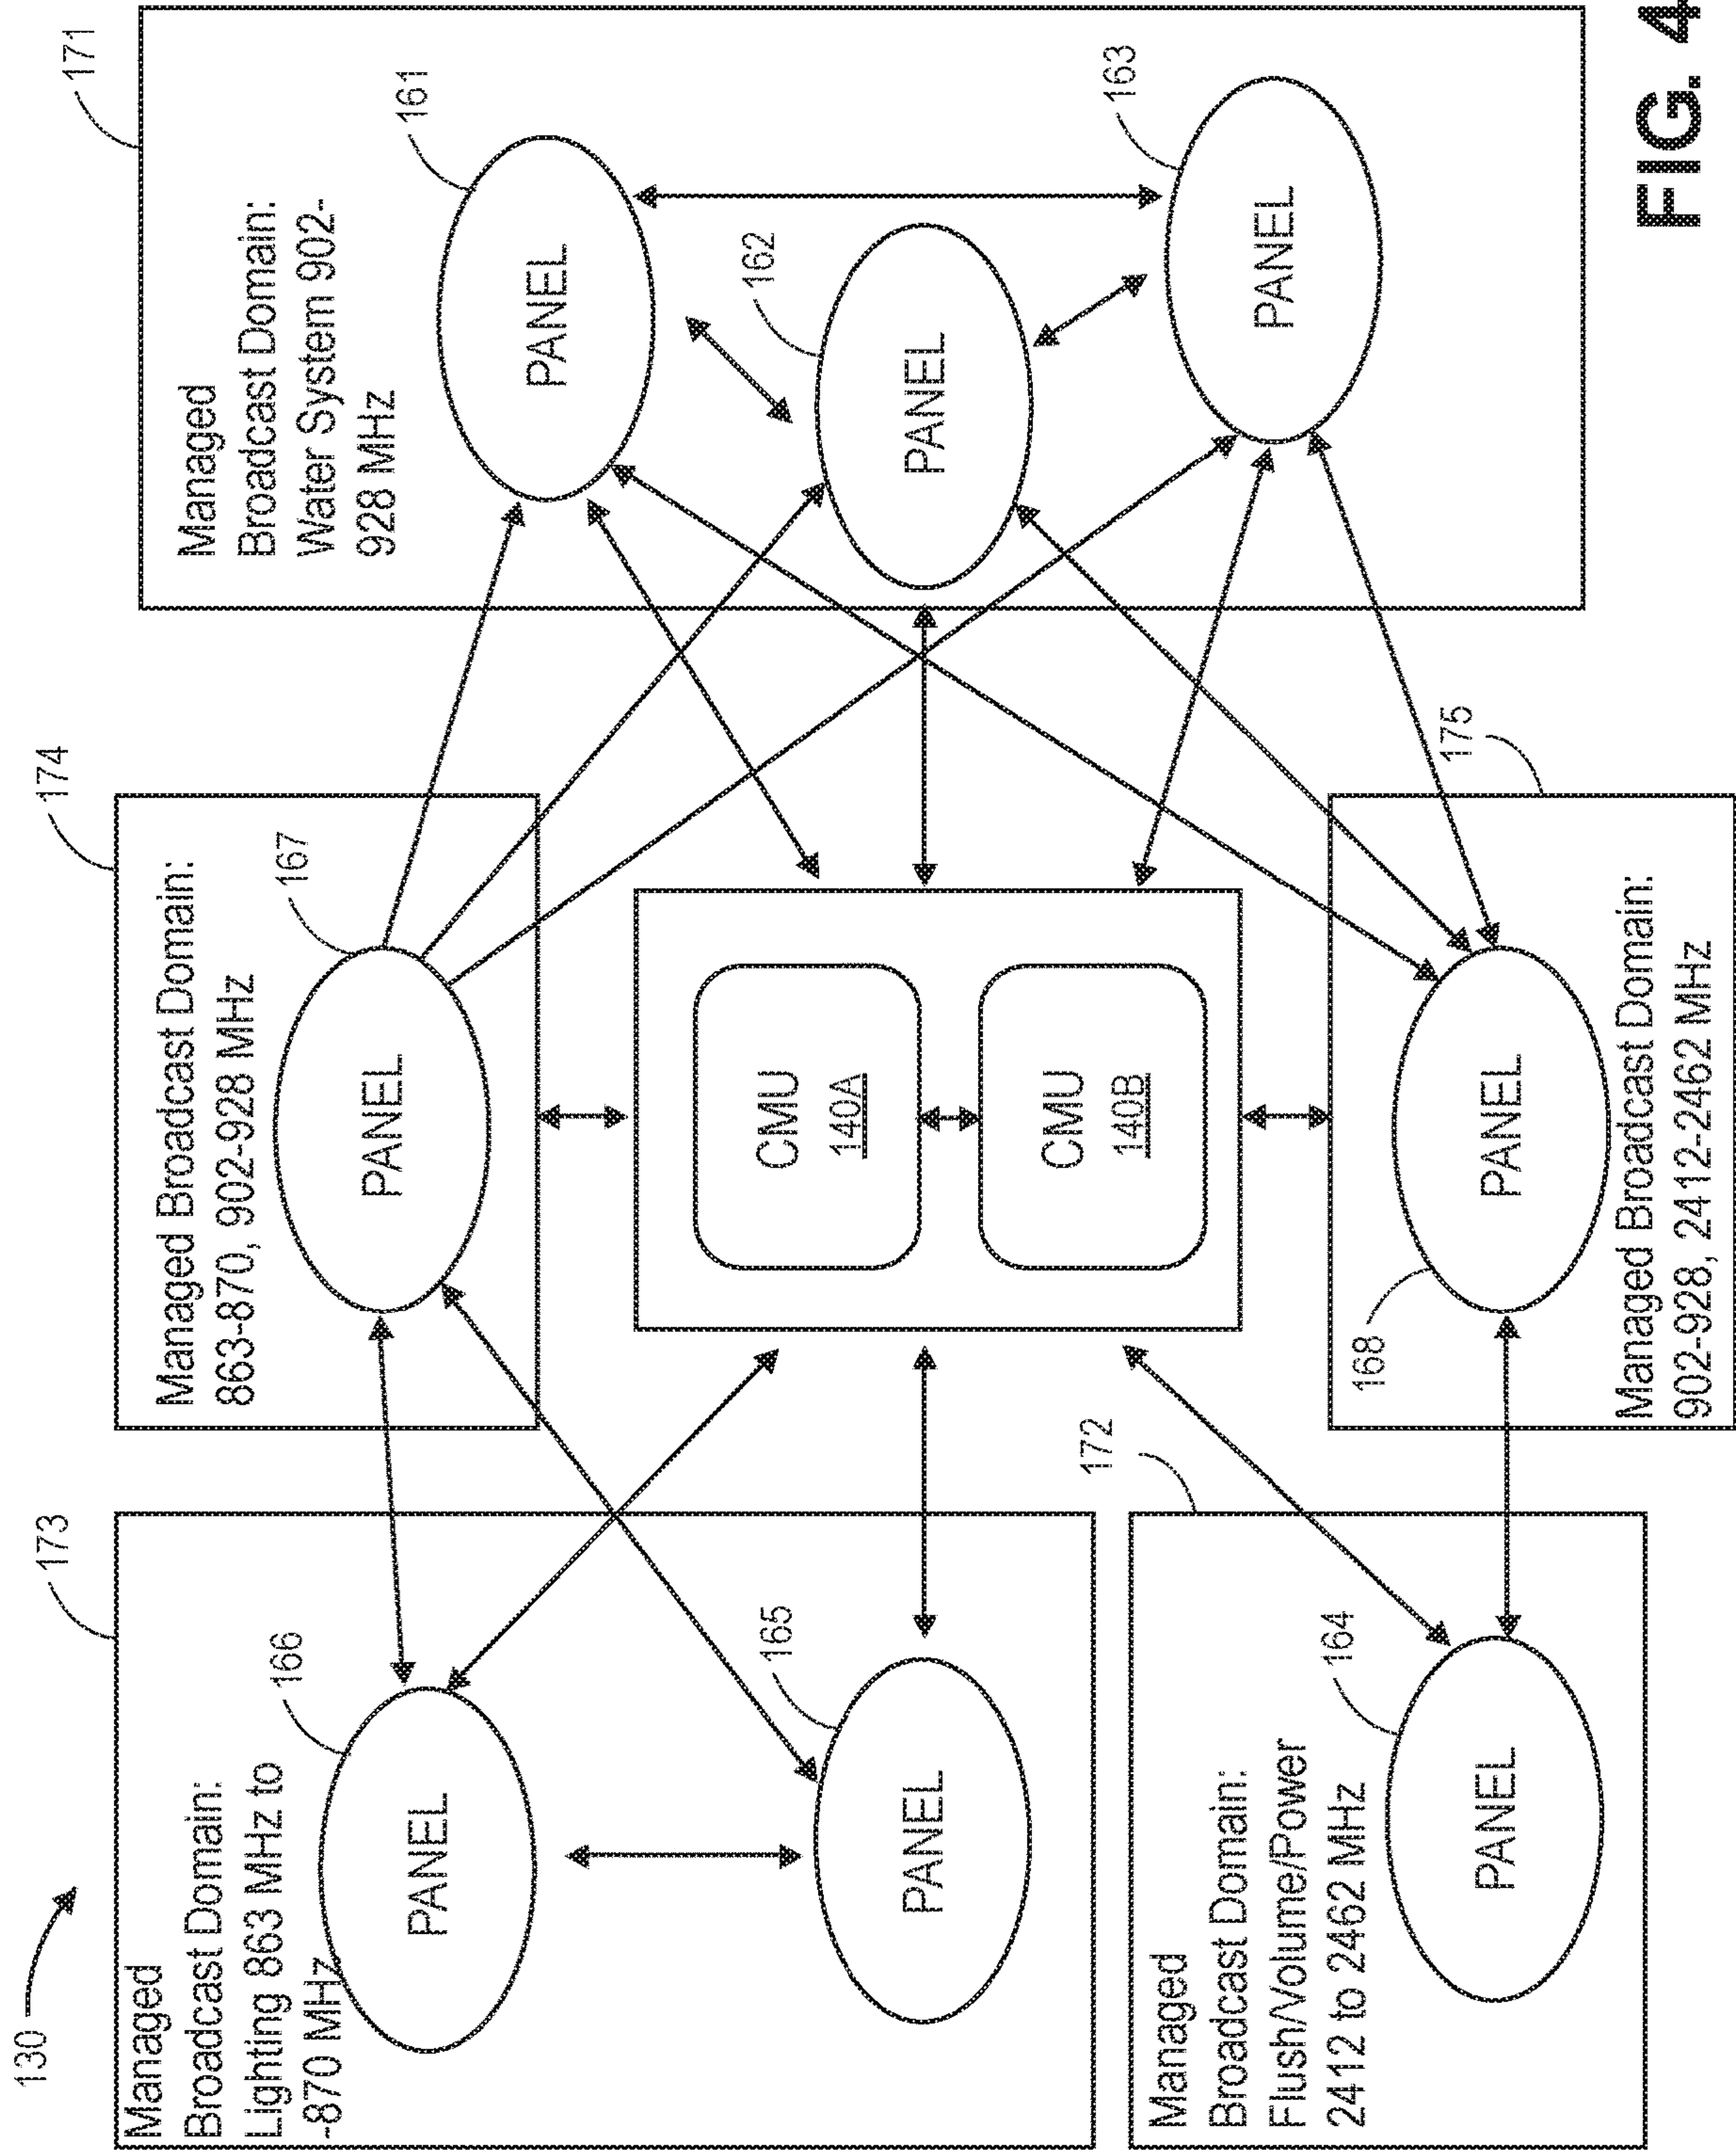 130
173
Managed
Broadcast Domain:
Lighting 863 MHz to
-870 MHz
166
PANEL
165
PANEL
172
Managed
Broadcast Domain:
Flush/Volume/Power
2412 to 2462 MHz
164
PANEL
174
Managed Broadcast Domain:
863-870, 902-928 MHz
167
PANEL
CMU
140A
CMU
140B
175
168
PANEL
Managed Broadcast Domain:
902-928, 2412-2462 MHz
171
Managed
Broadcast Domain:
Water System 902-
928 MHz
161
PANEL
162
PANEL
163
PANEL
FIG. 4